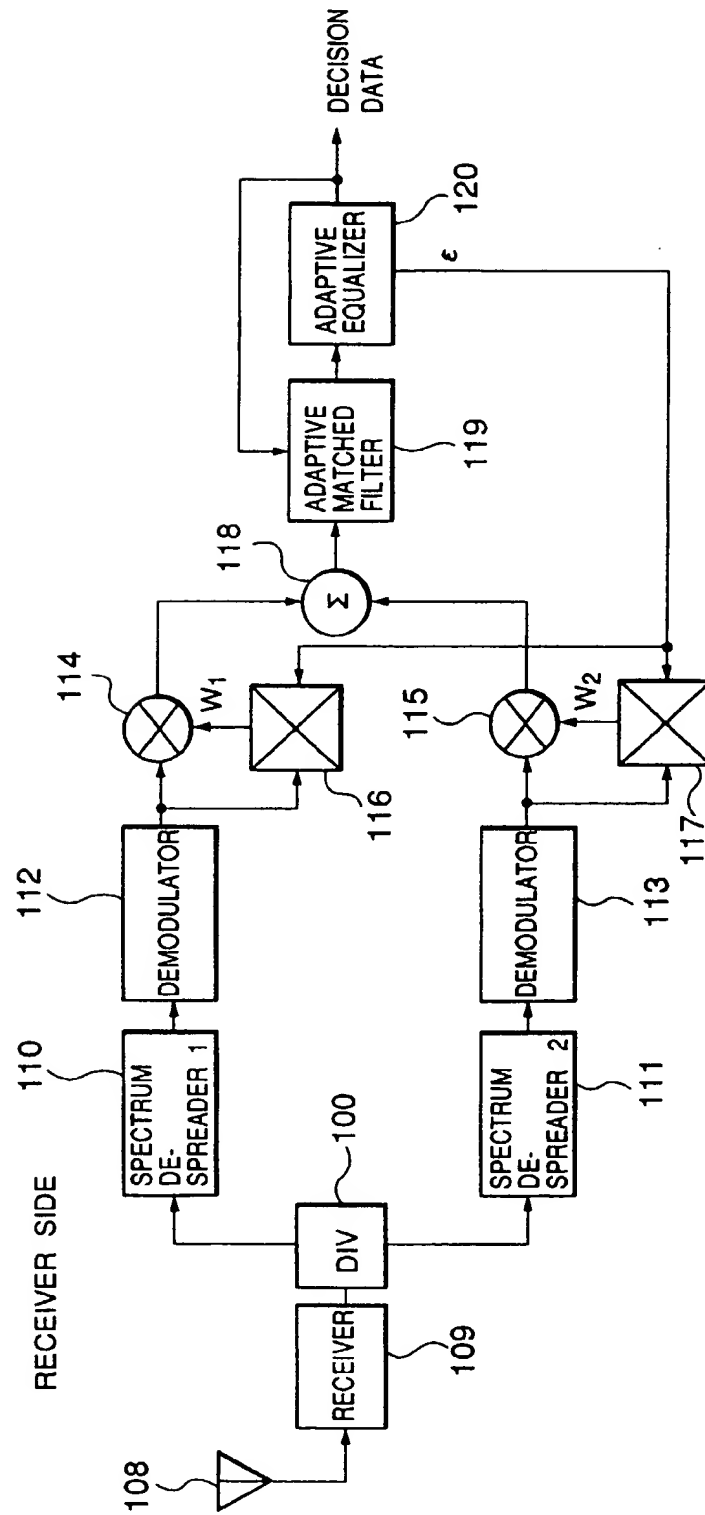 RECEIVER SIDE
108
RECEIVER
109
DIV
100
SPECTRUM
DE-
SPREADER 1
110
SPECTRUM
DE-
SPREADER 2
111
DEMODULATOR
112
DEMODULATOR
113
114
W1
116
115
W2
117
Σ
118
ADAPTIVE
MATCHED
FILTER
119
ADAPTIVE
EQUALIZER
120
ε
DECISION
DATA